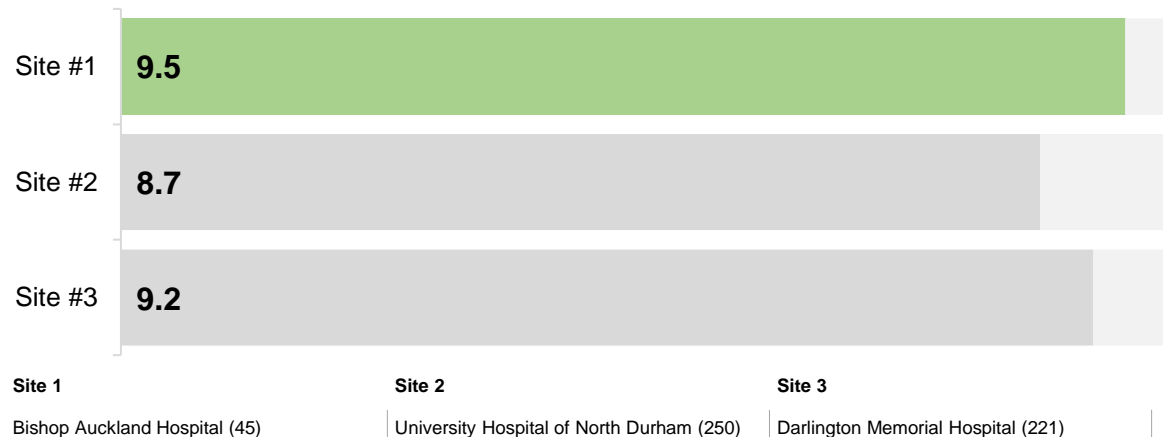 Site #1
9.5
Site #2
8.7
Site #3
9.2
Site 1 Site 2 Site 3
Bishop Auckland Hospital (45) University Hospital of North Durham (250) Darlington Memorial Hospital (221)